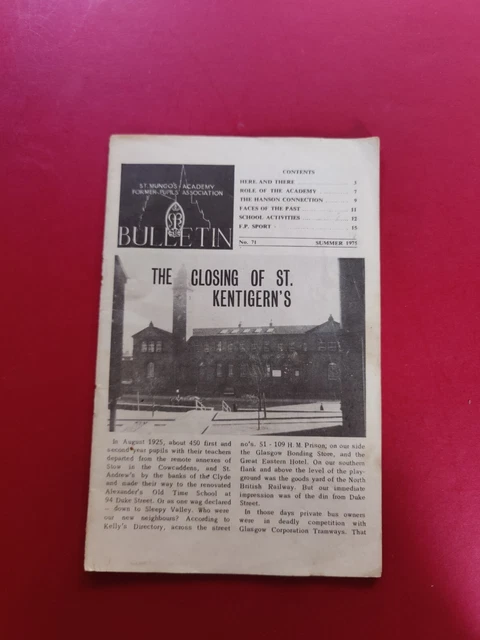 ST MUNGO'S ACADEMY
FORMER PUPILS' ASSOCIATION
BULLETIN
CONTENTS
HERE AND THERE 3
ROLE OF THE ACADEMY 7
THE HANSON CONNECTION 9
FACES OF THE PAST 11
SCHOOL ACTIVITIES 12
F.P. SPORT 15
No. 71 SUMMER 1975
THE CLOSING OF ST.
KENTIGERN'S
In August 1925, about 450 first and
second year pupils with their teachers
departed from the remote annexes of
Stow in the Cowcaddens, and St.
Andrew's by the banks of the Clyde
and made their way to the renovated
Alexander's Old Time School at
94 Duke Street. Or as one wag declared
- down to Sleepy Valley. Who were
our new neighbours? According to
Kelly's Directory, across the street
no's. 51 - 109 H.M. Prison, on our side
the Glasgow Bonding Store, and the
Great Eastern Hotel. On our southern
flank and above the level of the play-
ground was the goods yard of the North
British Railway. But our immediate
impression was of the din from Duke
Street.
In those days private bus owners
were in deadly competition with
Glasgow Corporation Tramways. That